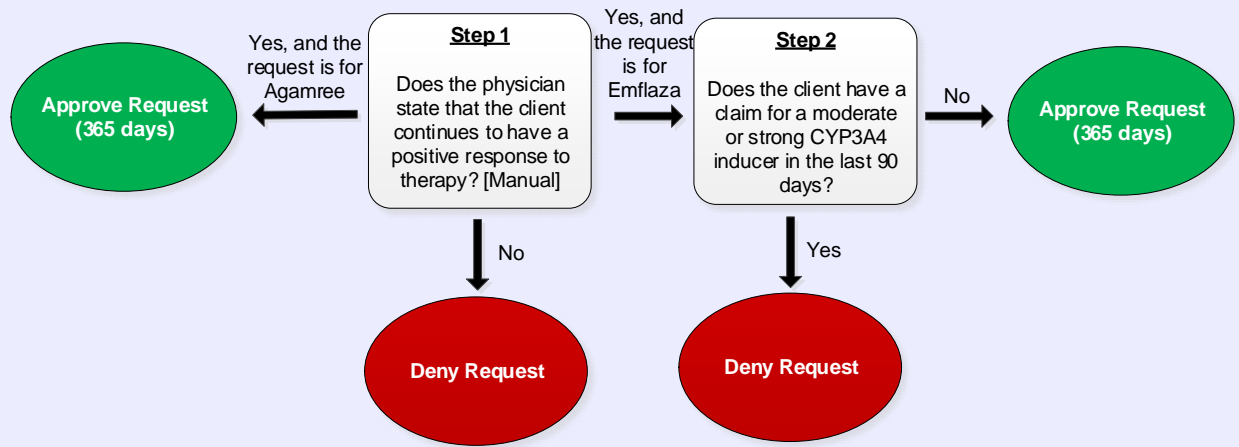 Approve Request
(365 days)
Yes, and the
request is for
Agamree
Step 1
Does the physician
state that the client
continues to have a
positive response to
therapy? [Manual]
Yes, and
the request
is for
Emflaza
Step 2
Does the client have a
claim for a moderate
or strong CYP3A4
inducer in the last 90
days?
No
Approve Request
(365 days)
No
Yes
Deny Request
Deny Request